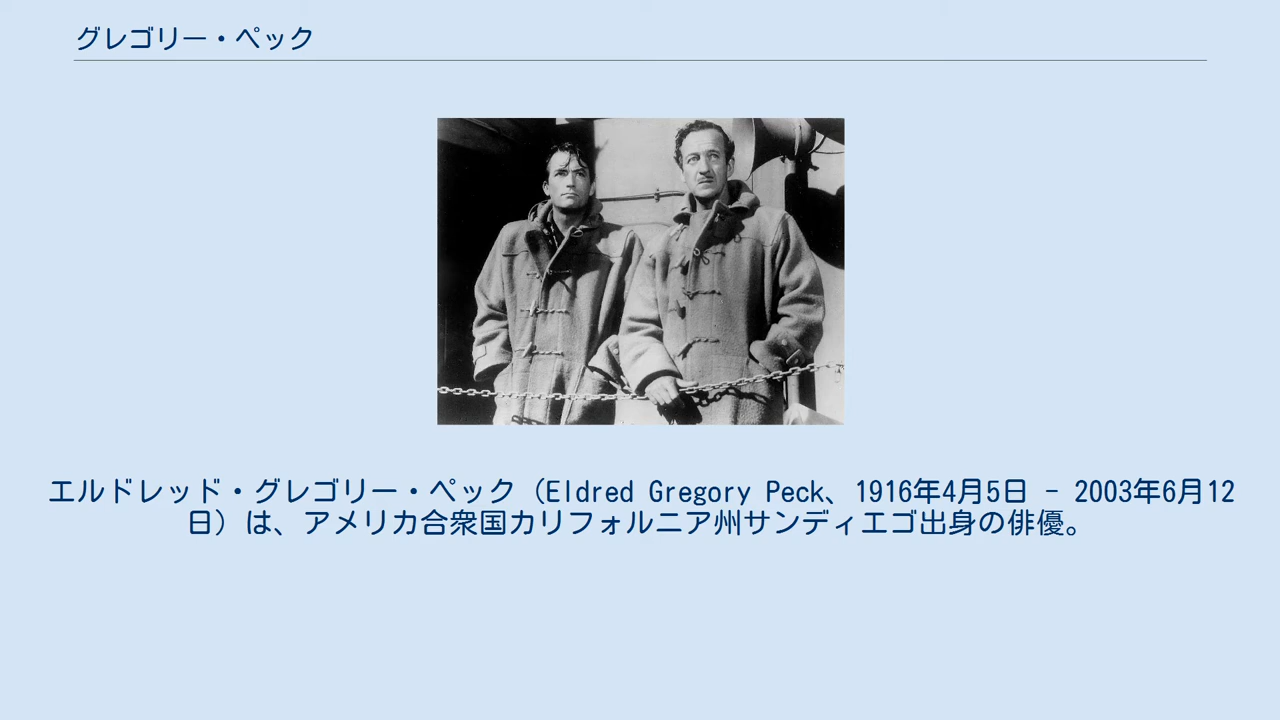 グレゴリー・ペック
エルドレッド・グレゴリー・ペック（Eldred Gregory Peck、1916年4月5日 - 2003年6月12
日）は、アメリカ合衆国カリフォルニア州サンディエゴ出身の俳優。